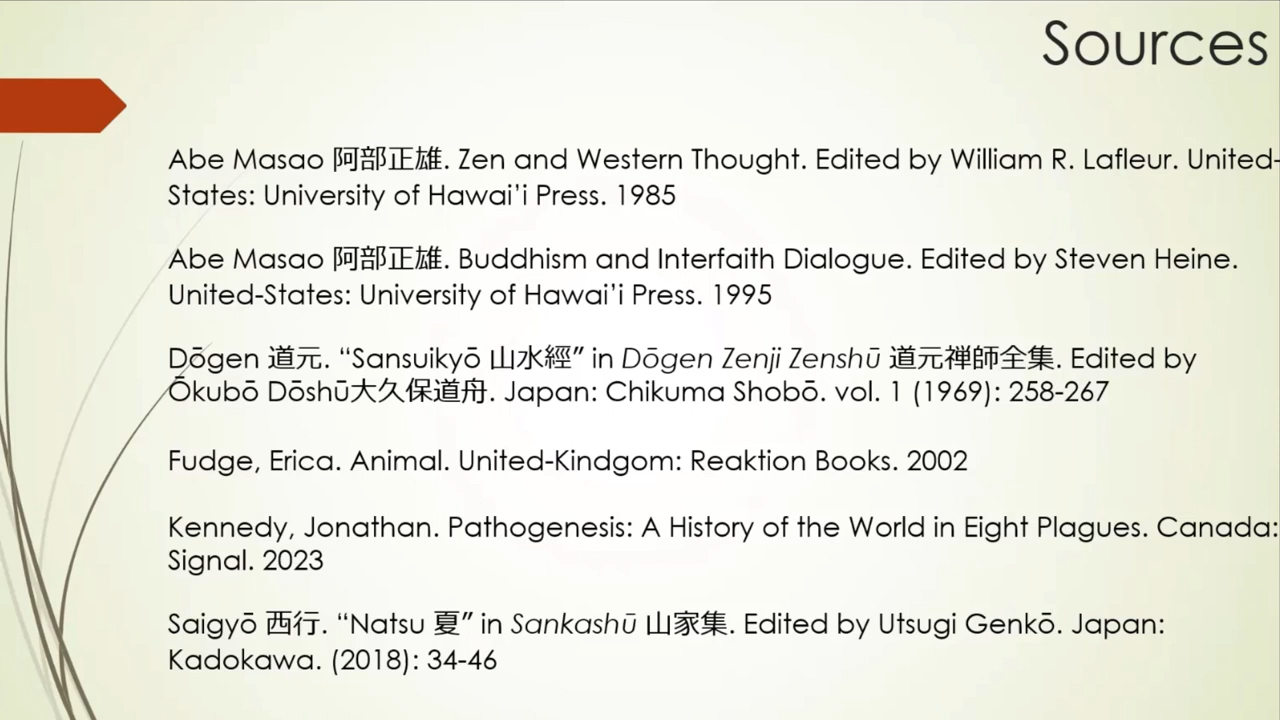 Sources
Abe Masao 阿部正雄. Zen and Western Thought. Edited by William R. Lafleur. United-
States: University of Hawai’i Press. 1985
Abe Masao 阿部正雄. Buddhism and Interfaith Dialogue. Edited by Steven Heine.
United-States: University of Hawai’i Press. 1995
Dōgen 道元. “Sansuikyō 山水經” in Dōgen Zenji Zenshū 道元禅師全集. Edited by
Ōkubō Dōshū大久保道舟. Japan: Chikuma Shobō. vol. 1 (1969): 258-267
Fudge, Erica. Animal. United-Kindgom: Reaktion Books. 2002
Kennedy, Jonathan. Pathogenesis: A History of the World in Eight Plagues. Canada:
Signal. 2023
Saigyō 西行. “Natsu 夏” in Sankashū 山家集. Edited by Utsugi Genkō. Japan:
Kadokawa. (2018): 34-46